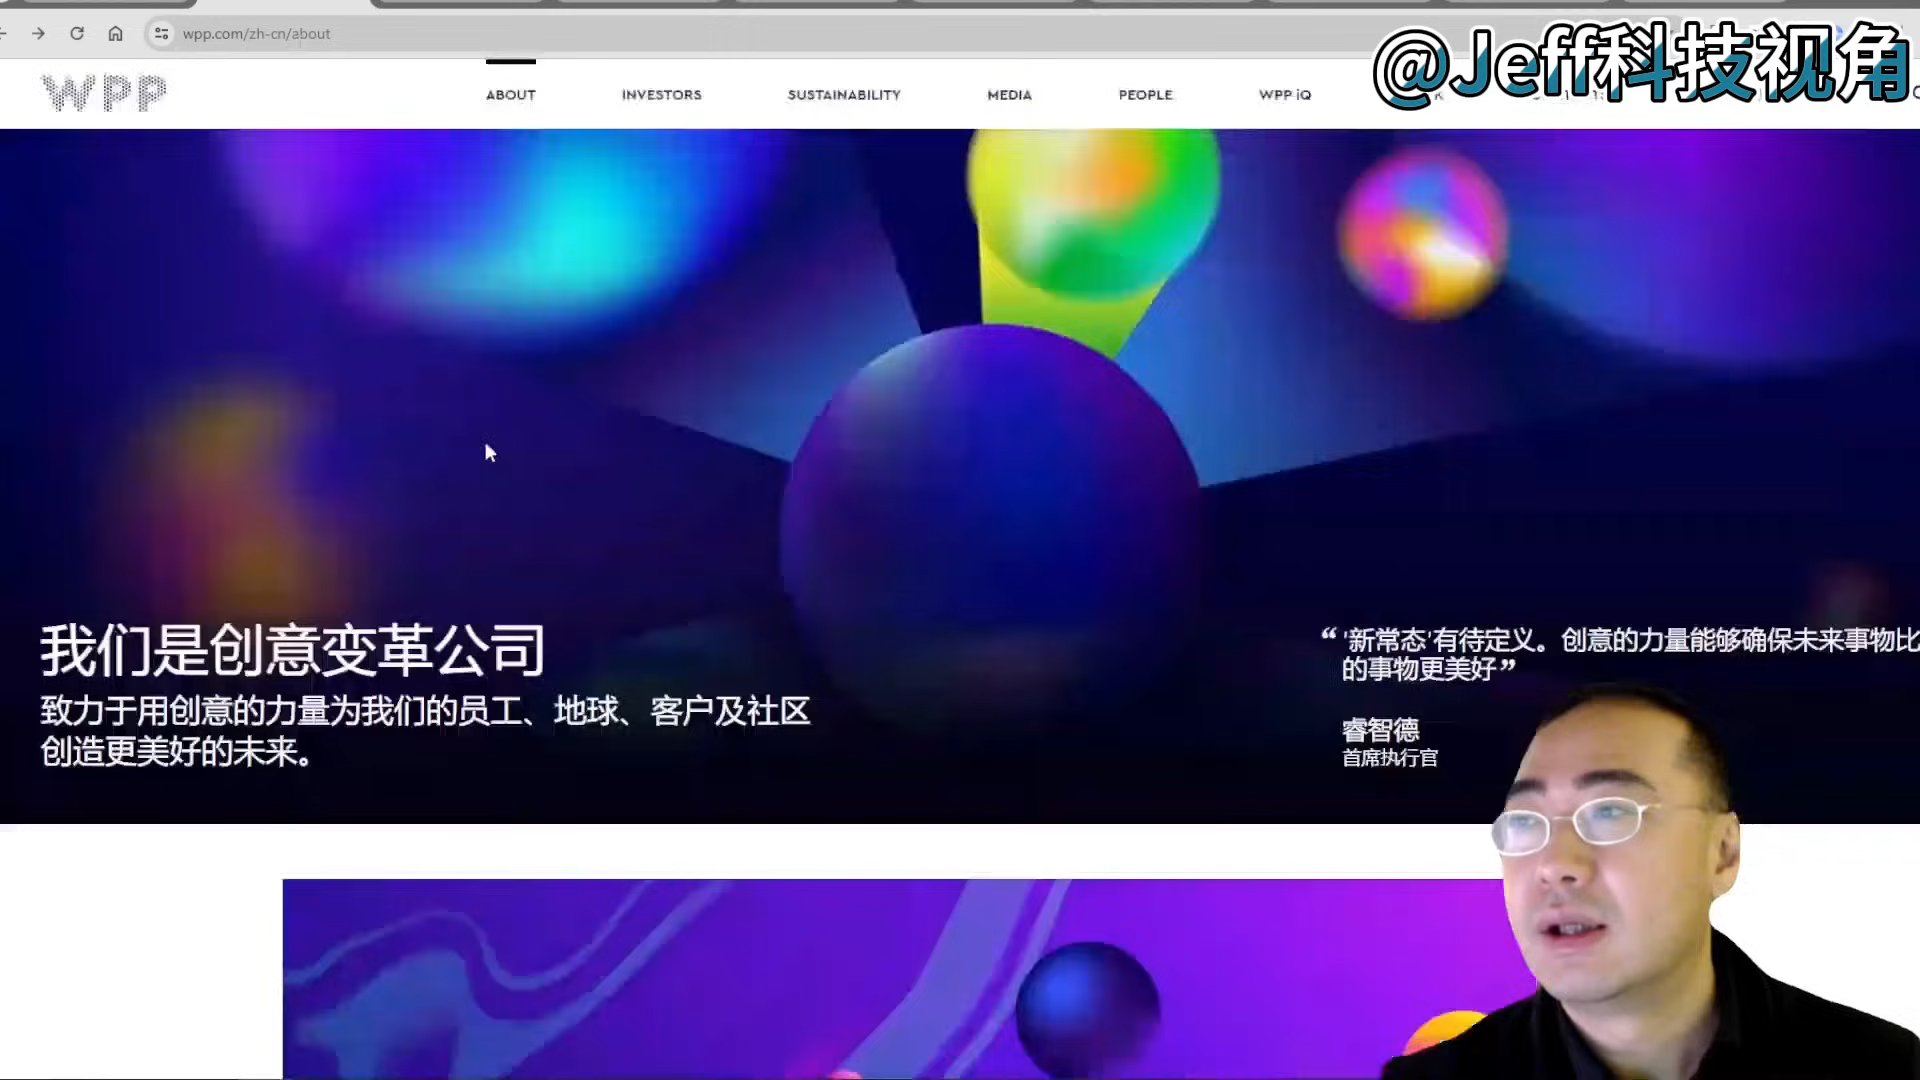 wpp.com/zh-cn/about
@Jeff科技视角
WPP
ABOUT
INVESTORS
SUSTAINABILITY
MEDIA
PEOPLE
WPP iQ
我们是创意变革公司
致力于用创意的力量为我们的员工、地球、客户及社区
创造更美好的未来。
“ '新常态'有待定义。创意的力量能够确保未来事物比
的事物更美好”
睿智德
首席执行官